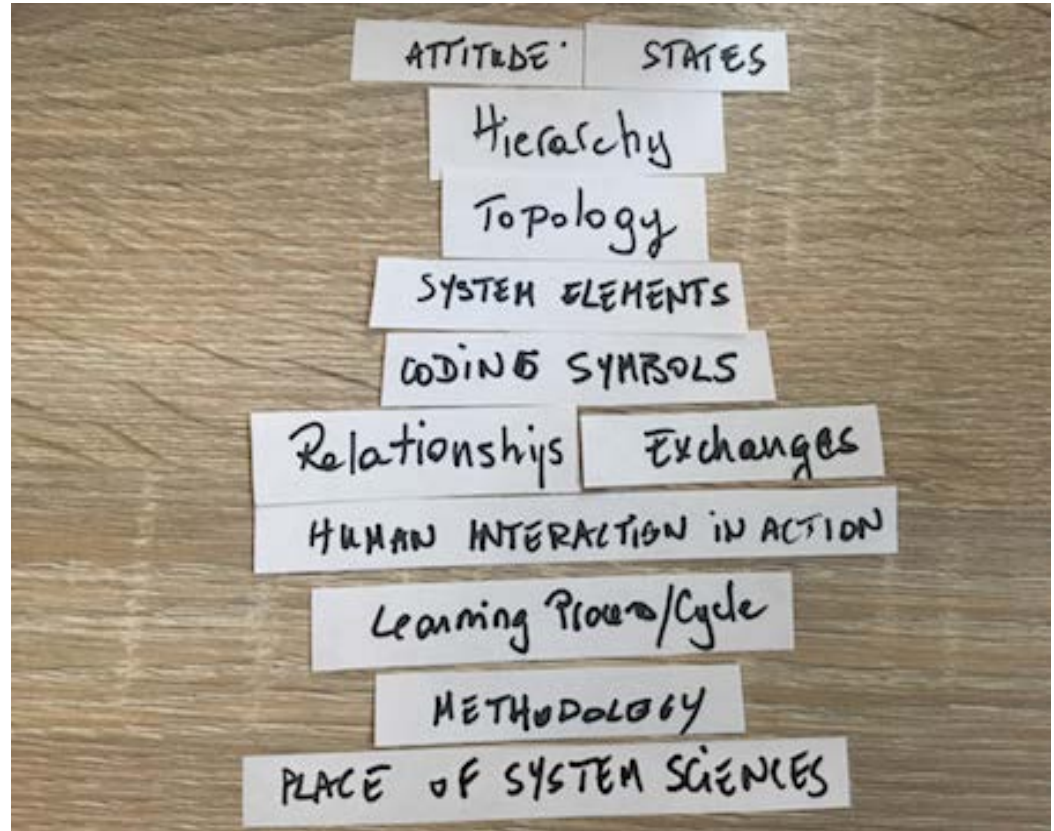 ATTITUDE STATES
Hierarchy
Topology
SYSTEM ELEMENTS
CODING SYMBOLS
Relationships Exchanges
HUMAN INTERACTION IN ACTION
Learning Process/Cycle
METHODOLOGY
PLACE OF SYSTEM SCIENCES